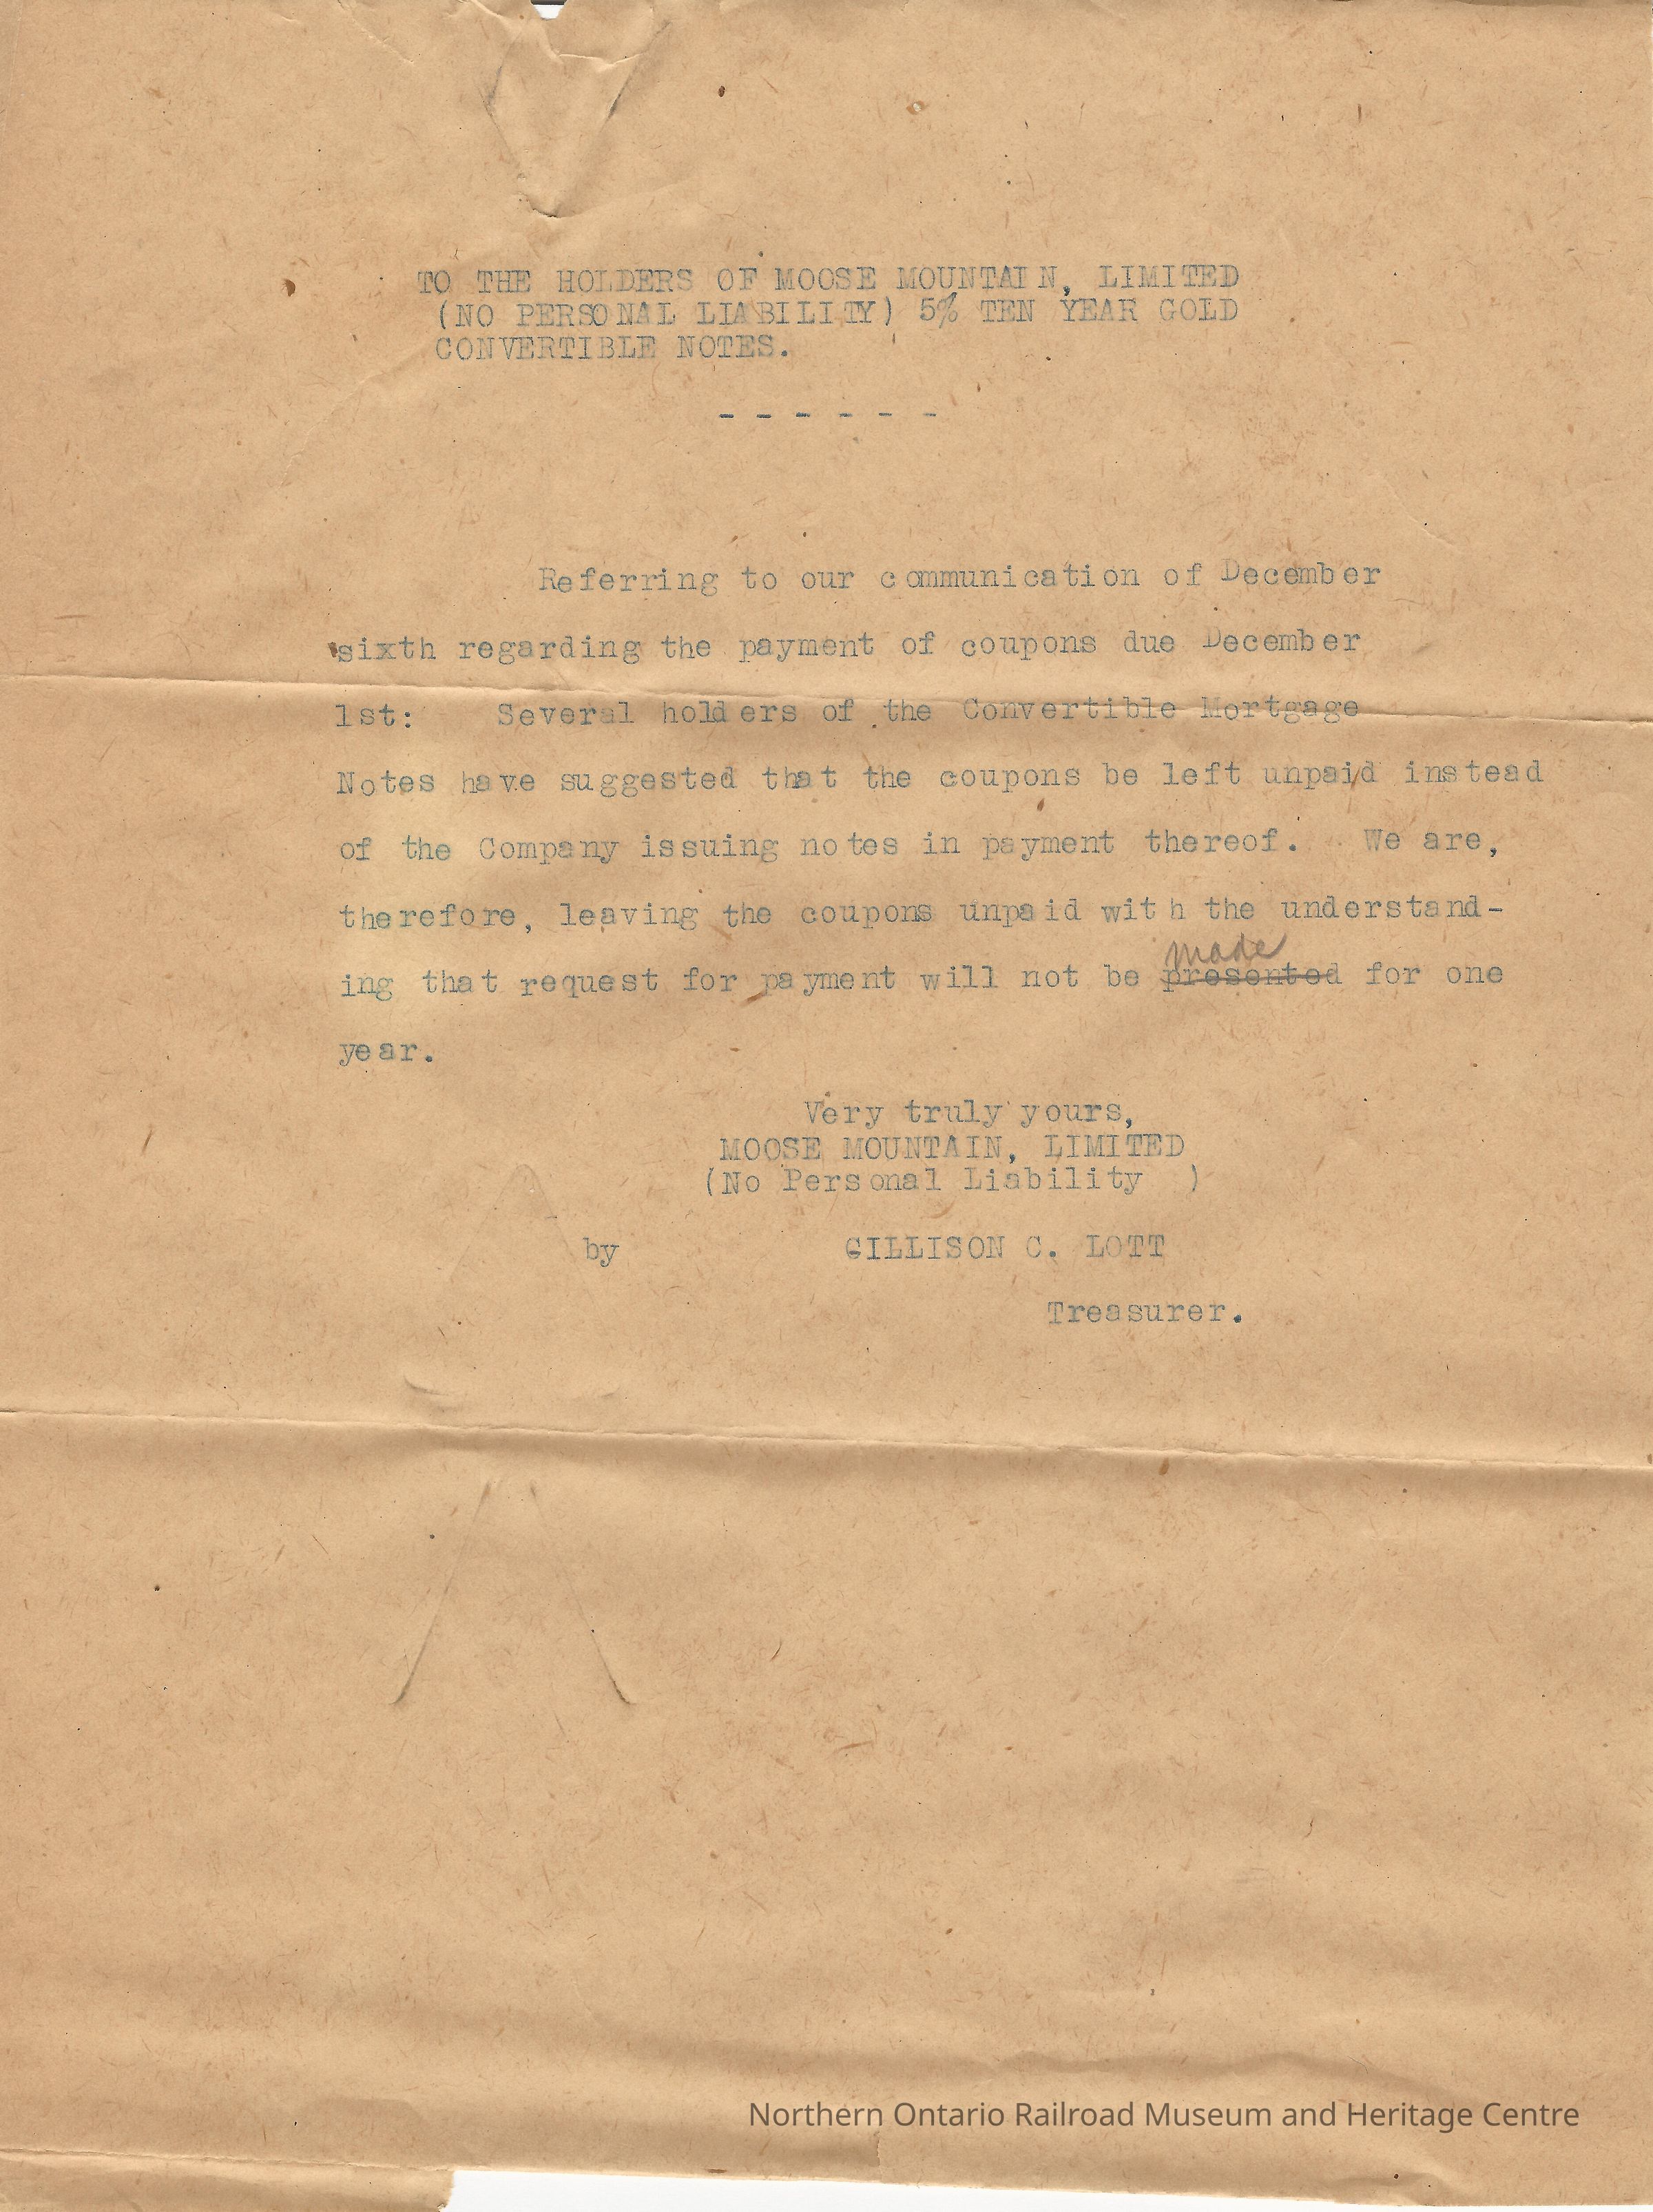 TO THE HOLDERS OF MOOSE MOUNTAIN, LIMITED
(NO PERSONAL LIABILITY) 5% TEN YEAR GOLD
CONVERTIBLE NOTES.
- - - - - -
Referring to our communication of December
sixth regarding the payment of coupons due December
1st: Several holders of the Convertible Mortgage
Notes have suggested that the coupons be left unpaid instead
of the Company issuing notes in payment thereof. We are,
therefore, leaving the coupons unpaid with the understand-
made
ing that request for payment will not be presented for one
year.
Very truly yours,
MOOSE MOUNTAIN, LIMITED
(No Personal Liability )
by GILLISON C. LOTT
Treasurer.
Northern Ontario Railroad Museum and Heritage Centre